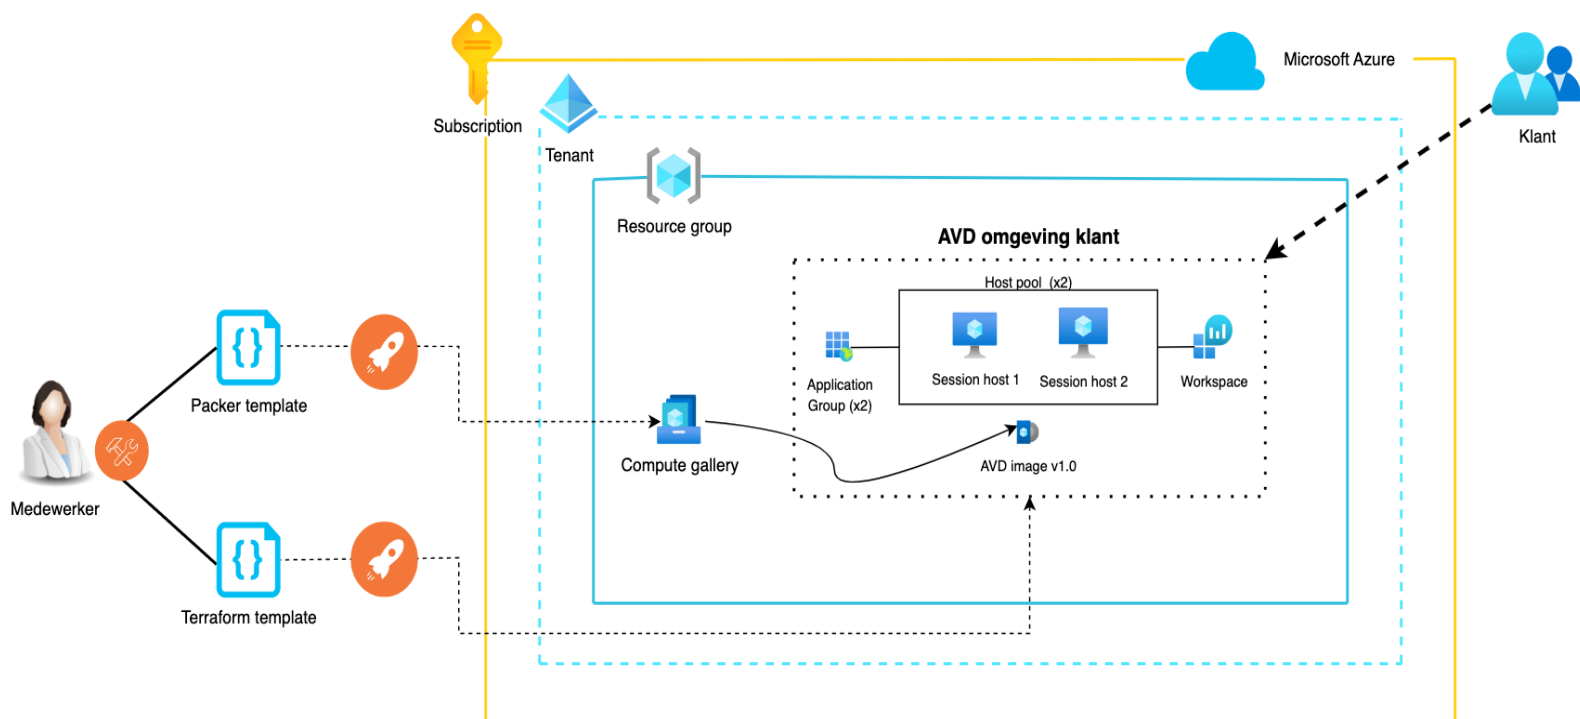 Microsoft Azure
Subscription
Klant
Tenant
Resource group
AVD omgeving klant
Host pool (x2)
Session host 1
Session host 2
Application
Group (x2)
Workspace
Packer template
Compute gallery
AVD image v1.0
Medewerker
Terraform template